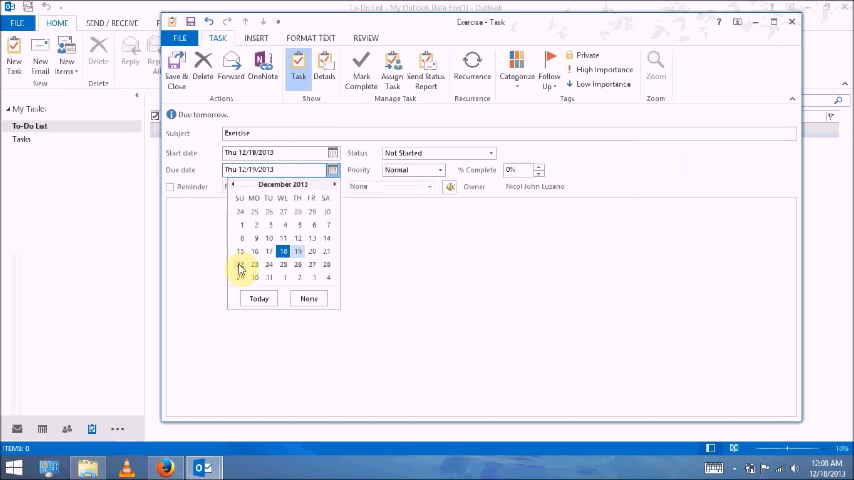 To-Do List - My Outlook Data File(1) - Outlook
FILE HOME SEND / RECEIVE
New Task
New Email
New Items
Delete
Reply
New
Delete
My Tasks
To-Do List
Tasks
Exercise - Task
FILE TASK INSERT FORMAT TEXT REVIEW
Save & Close
Delete
Forward
OneNote
Task
Details
Mark Complete
Assign Task
Send Status Report
Recurrence
Categorize
Follow Up
Private
High Importance
Low Importance
Zoom
Actions Show Manage Task Recurrence Tags Zoom
Due tomorrow.
Subject Exercise
Start date Thu 12/19/2013 Status Not Started
Due date Thu 12/19/2013 Priority Normal % Complete 0%
Reminder None Owner Nicol John Luzano
December 2013
SU MO TU WE TH FR SA
24 25 26 27 28 29 30
1 2 3 4 5 6 7
8 9 10 11 12 13 14
15 16 17 18 19 20 21
22 23 24 25 26 27 28
29 30 31 1 2 3 4
Today None
ITEMS: 0
10%
12/18/2013